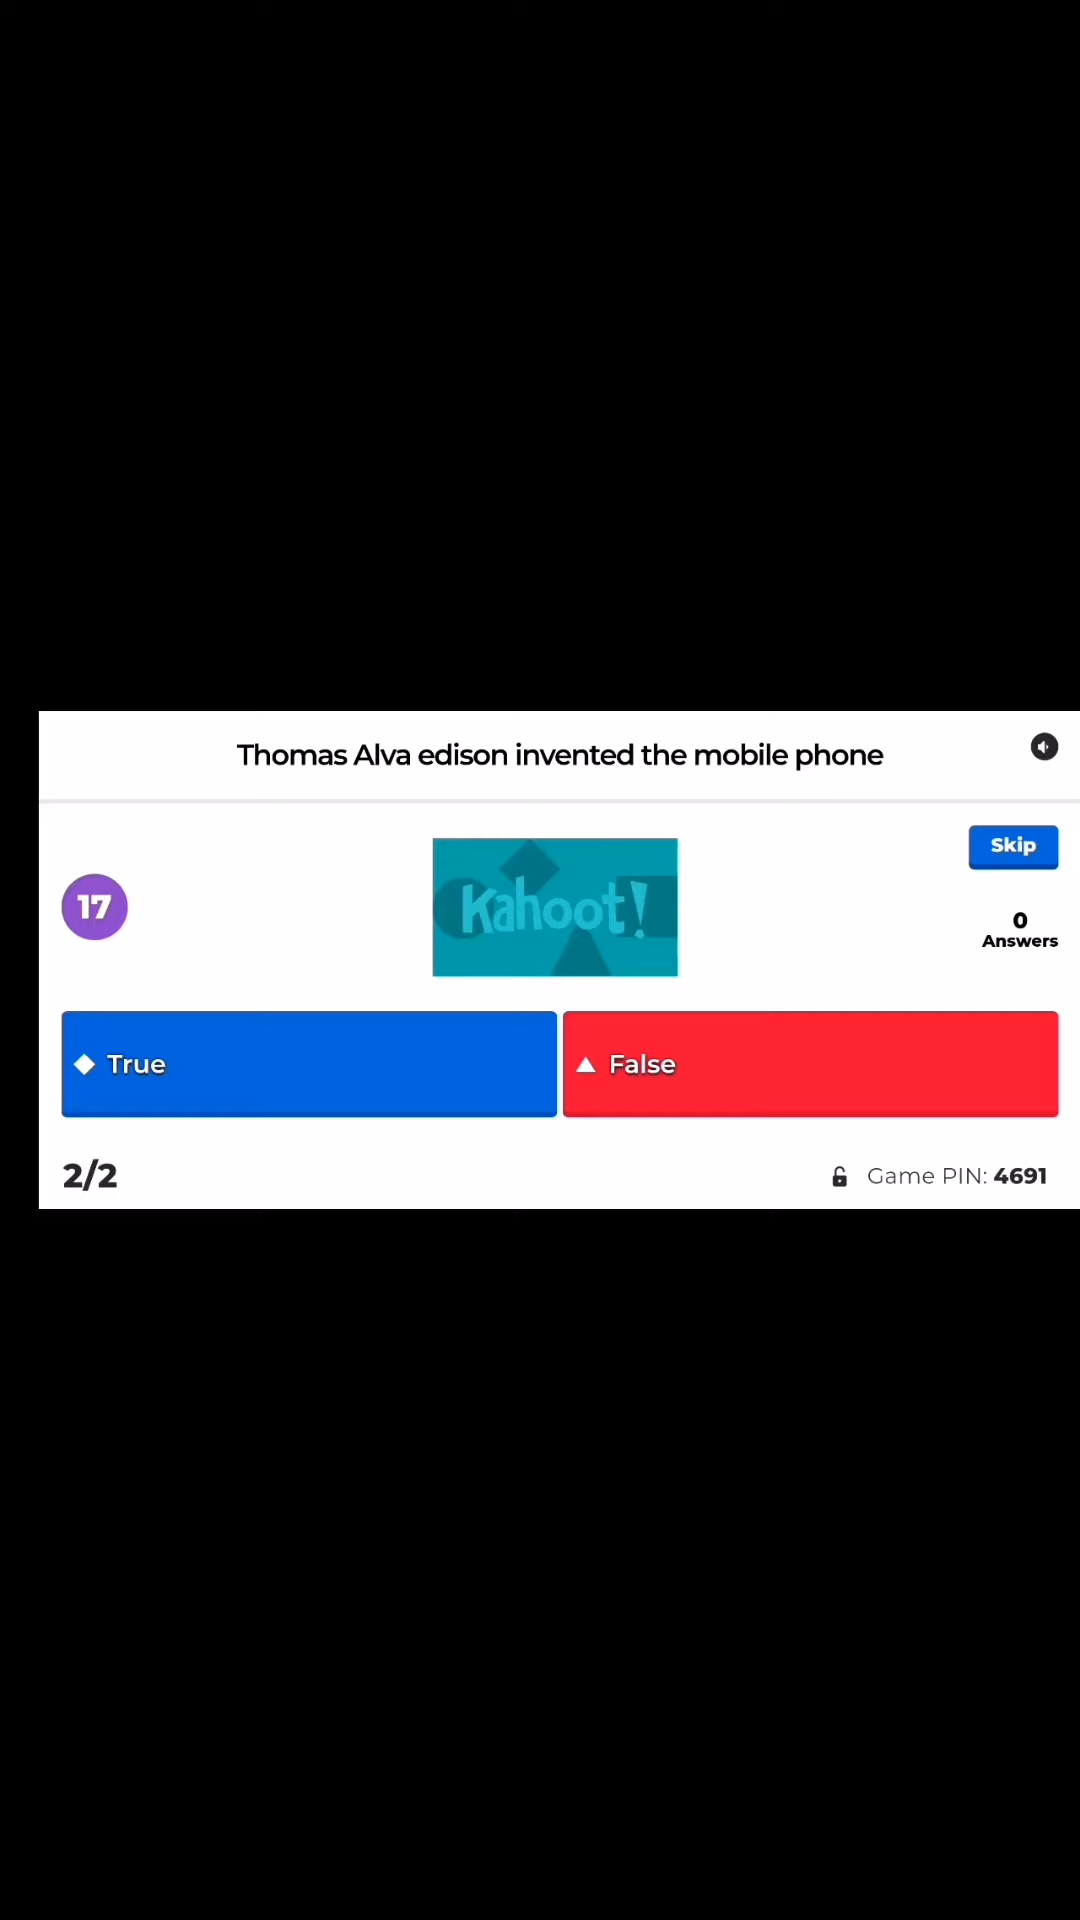 Thomas Alva edison invented the mobile phone
Skip
17
Kahoot!
0
Answers
True
False
2/2
Game PIN: 4691